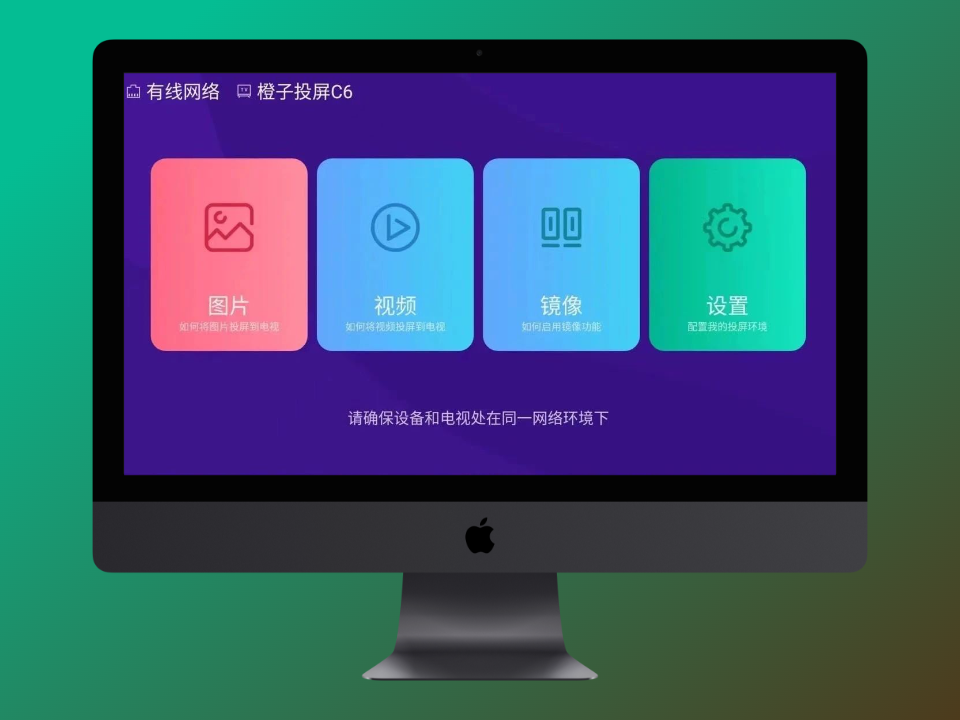 有线网络 橙子投屏C6
图片 视频 镜像 设置
如何将图片投屏到电视 如何将视频投屏到电视 如何启用镜像功能 配置我的投屏环境
请确保设备和电视处在同一网络环境下